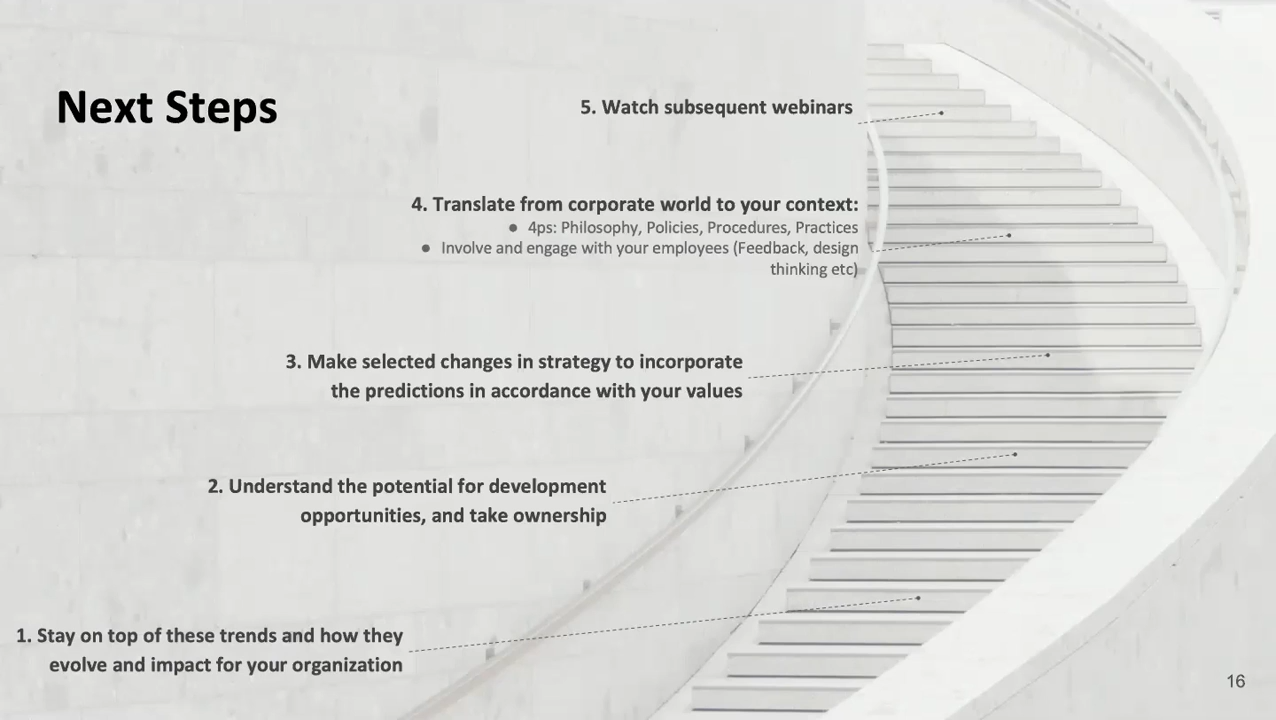 Next Steps
5. Watch subsequent webinars
4. Translate from corporate world to your context:
● 4ps: Philosophy, Policies, Procedures, Practices
● Involve and engage with your employees (Feedback, design
thinking etc)
3. Make selected changes in strategy to incorporate
the predictions in accordance with your values
2. Understand the potential for development
opportunities, and take ownership
1. Stay on top of these trends and how they
evolve and impact for your organization
16